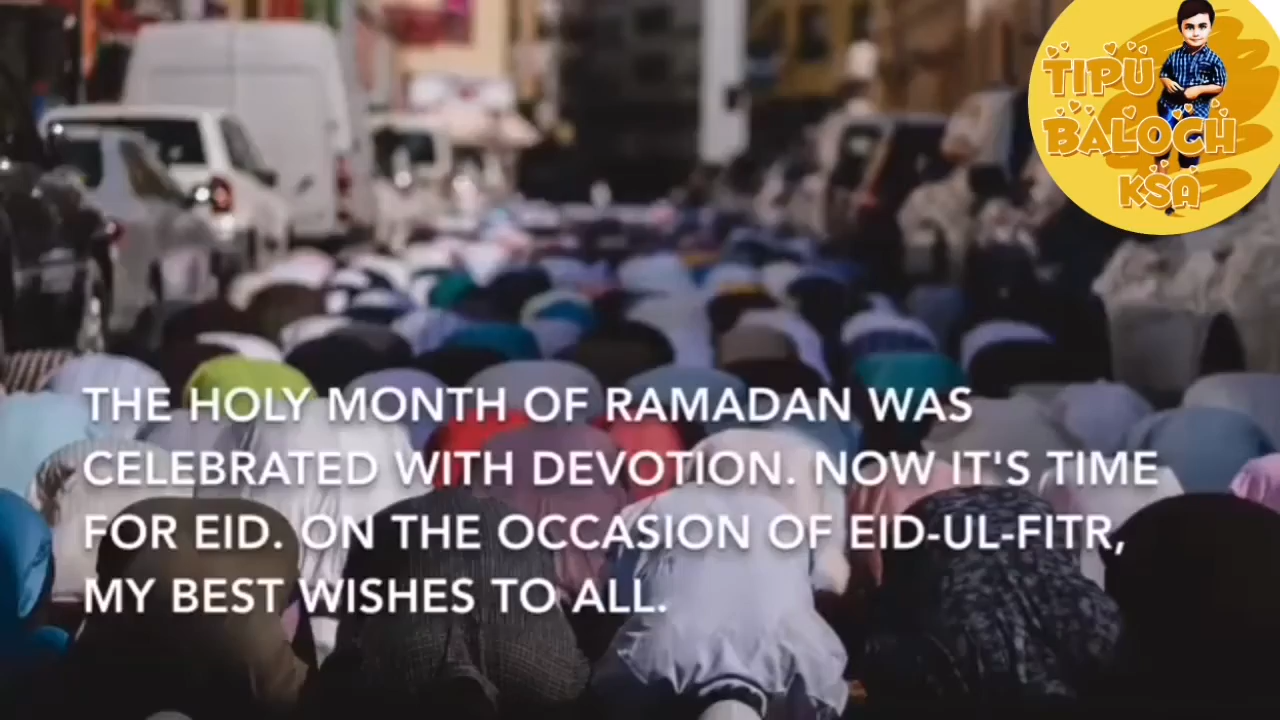 TIPU
BALOCH
KSA
THE HOLY MONTH OF RAMADAN WAS
CELEBRATED WITH DEVOTION. NOW IT'S TIME
FOR EID. ON THE OCCASION OF EID-UL-FITR,
MY BEST WISHES TO ALL.